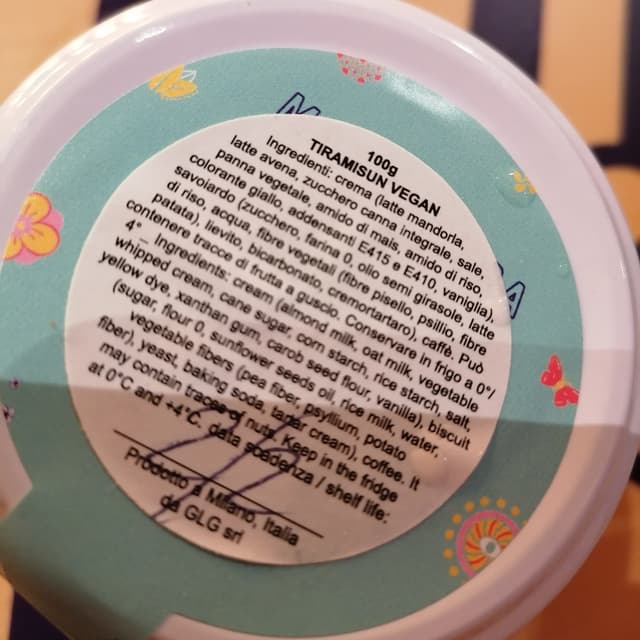 100g
TIRAMISUN VEGAN
Ingredienti: crema (latte mandorla,
latte avena, zucchero canna integrale, sale,
panna vegetale, amido di mais, amido di riso,
colorante giallo, addensanti E415 e E410, vaniglia),
savoiardo (zucchero, farina 0, olio semi girasole, latte
di riso, acqua, fibre vegetali (fibre pisello, psillio, fibre
patata), lievito, bicarbonato, cremortartaro), caffè. Può
contenere tracce di frutta a guscio. Conservare in frigo a 0°/
4° – Ingredients: cream (almond milk, oat milk, vegetable
whipped cream, cane sugar, corn starch, rice starch, salt,
yellow dye, xanthan gum, carob seed flour, vanilla), biscuit
(sugar, flour 0, sunflower seeds oil, rice milk, water,
vegetable fibers (pea fiber, psyllium, potato
fiber), yeast, baking soda, tartar cream), coffee. It
may contain traces of nuts. Keep in the fridge
at 0°C and +4°C. data scadenza / shelf life:
Prodotto a Milano, Italia
da GLG srl